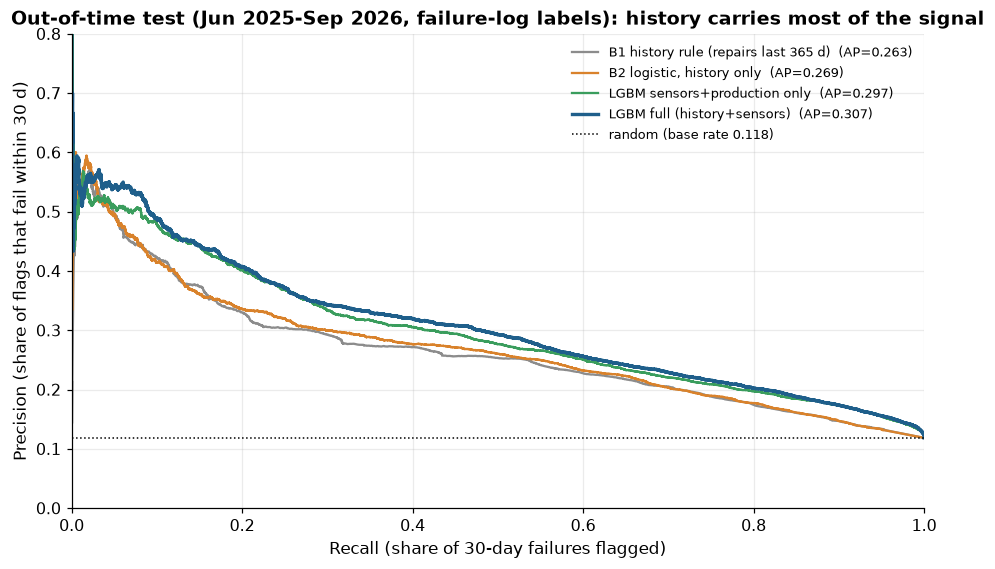 Out-of-time test (Jun 2025-Sep 2026, failure-log labels): history carries most of the signal
B1 history rule (repairs last 365 d)  (AP=0.263)
B2 logistic, history only  (AP=0.269)
LGBM sensors+production only  (AP=0.297)
LGBM full (history+sensors)  (AP=0.307)
random (base rate 0.118)
Precision (share of flags that fail within 30 d)
0.8
0.7
0.6
0.5
0.4
0.3
0.2
0.1
0.0
0.0 0.2 0.4 0.6 0.8 1.0
Recall (share of 30-day failures flagged)